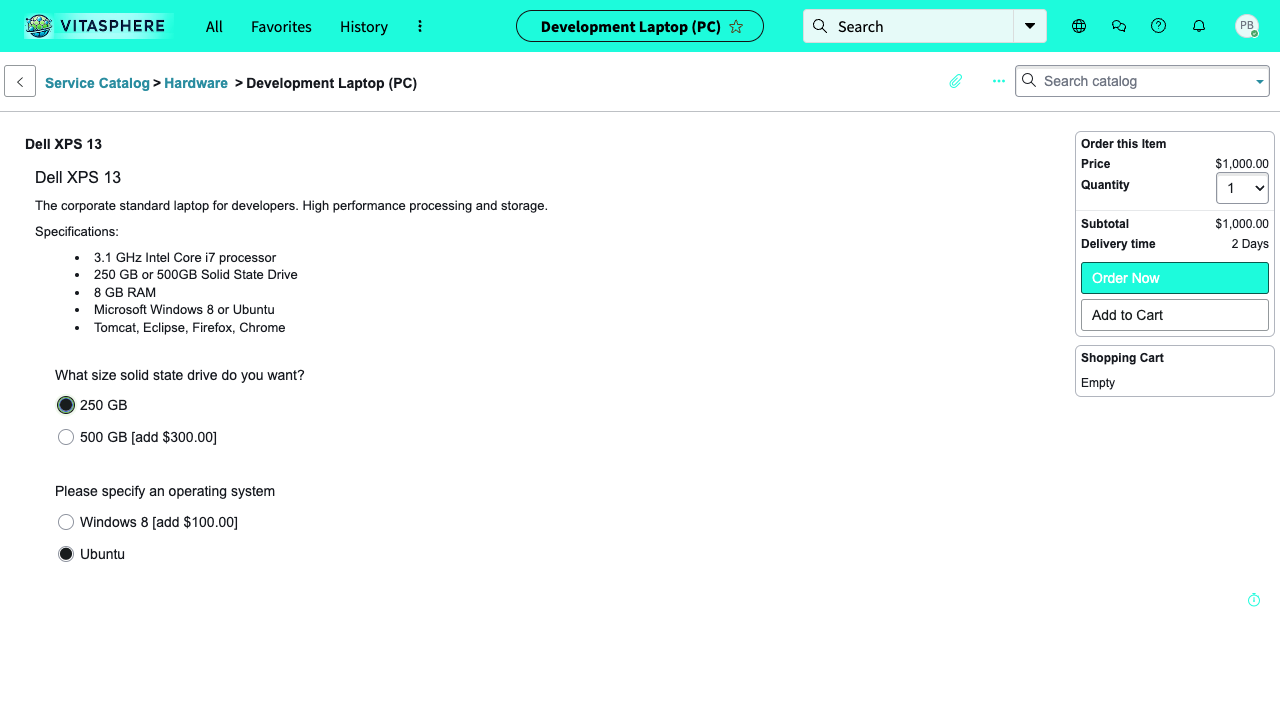 VITASPHERE
All
Favorites
History
Development Laptop (PC)
Search
PB
Service Catalog > Hardware > Development Laptop (PC)
Search catalog
Dell XPS 13
Dell XPS 13
The corporate standard laptop for developers. High performance processing and storage.
Specifications:
3.1 GHz Intel Core i7 processor
250 GB or 500GB Solid State Drive
8 GB RAM
Microsoft Windows 8 or Ubuntu
Tomcat, Eclipse, Firefox, Chrome
What size solid state drive do you want?
250 GB
500 GB [add $300.00]
Please specify an operating system
Windows 8 [add $100.00]
Ubuntu
Order this Item
Price $1,000.00
Quantity 1
Subtotal $1,000.00
Delivery time 2 Days
Order Now
Add to Cart
Shopping Cart
Empty